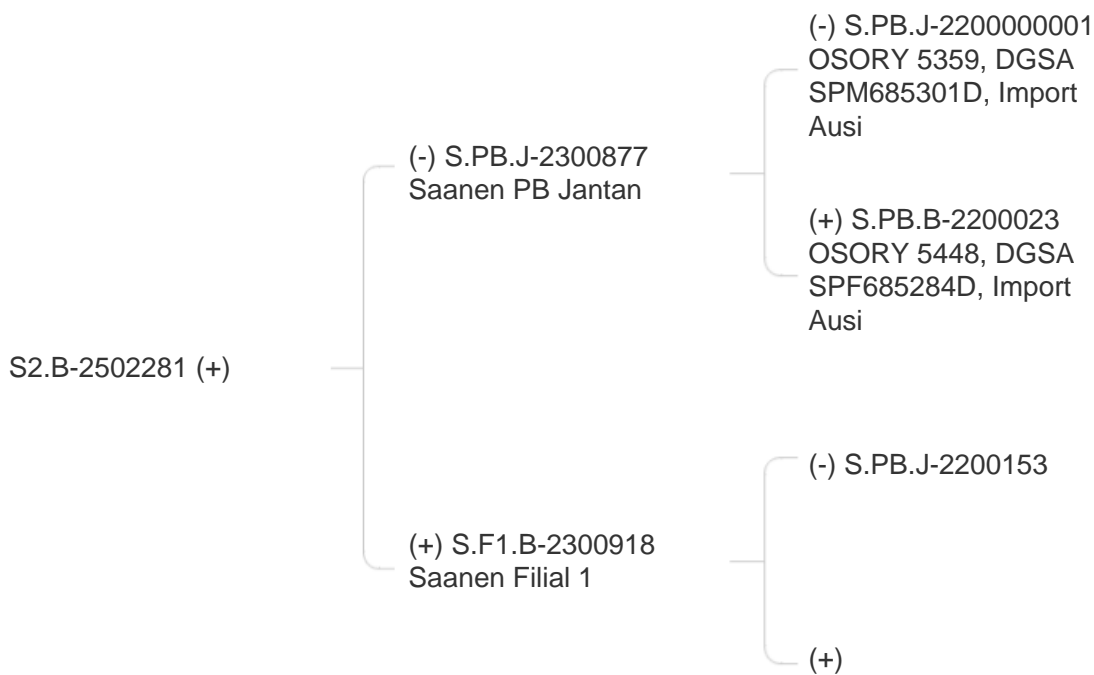 (-) S.PB.J-2200000001
OSORY 5359, DGSA
SPM685301D, Import
Ausi
(-) S.PB.J-2300877
Saanen PB Jantan
(+) S.PB.B-2200023
OSORY 5448, DGSA
SPF685284D, Import
Ausi
S2.B-2502281 (+)
(-) S.PB.J-2200153
(+) S.F1.B-2300918
Saanen Filial 1
(+)